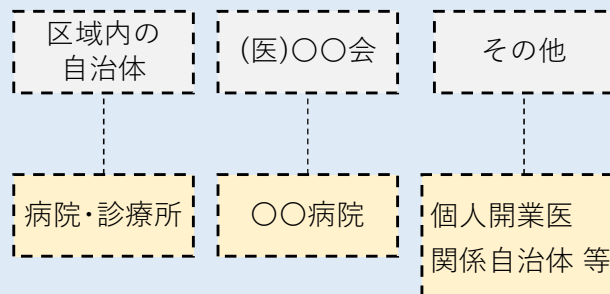 区域内の
自治体
(医)〇〇会
その他
病院・診療所
〇〇病院
個人開業医
関係自治体 等